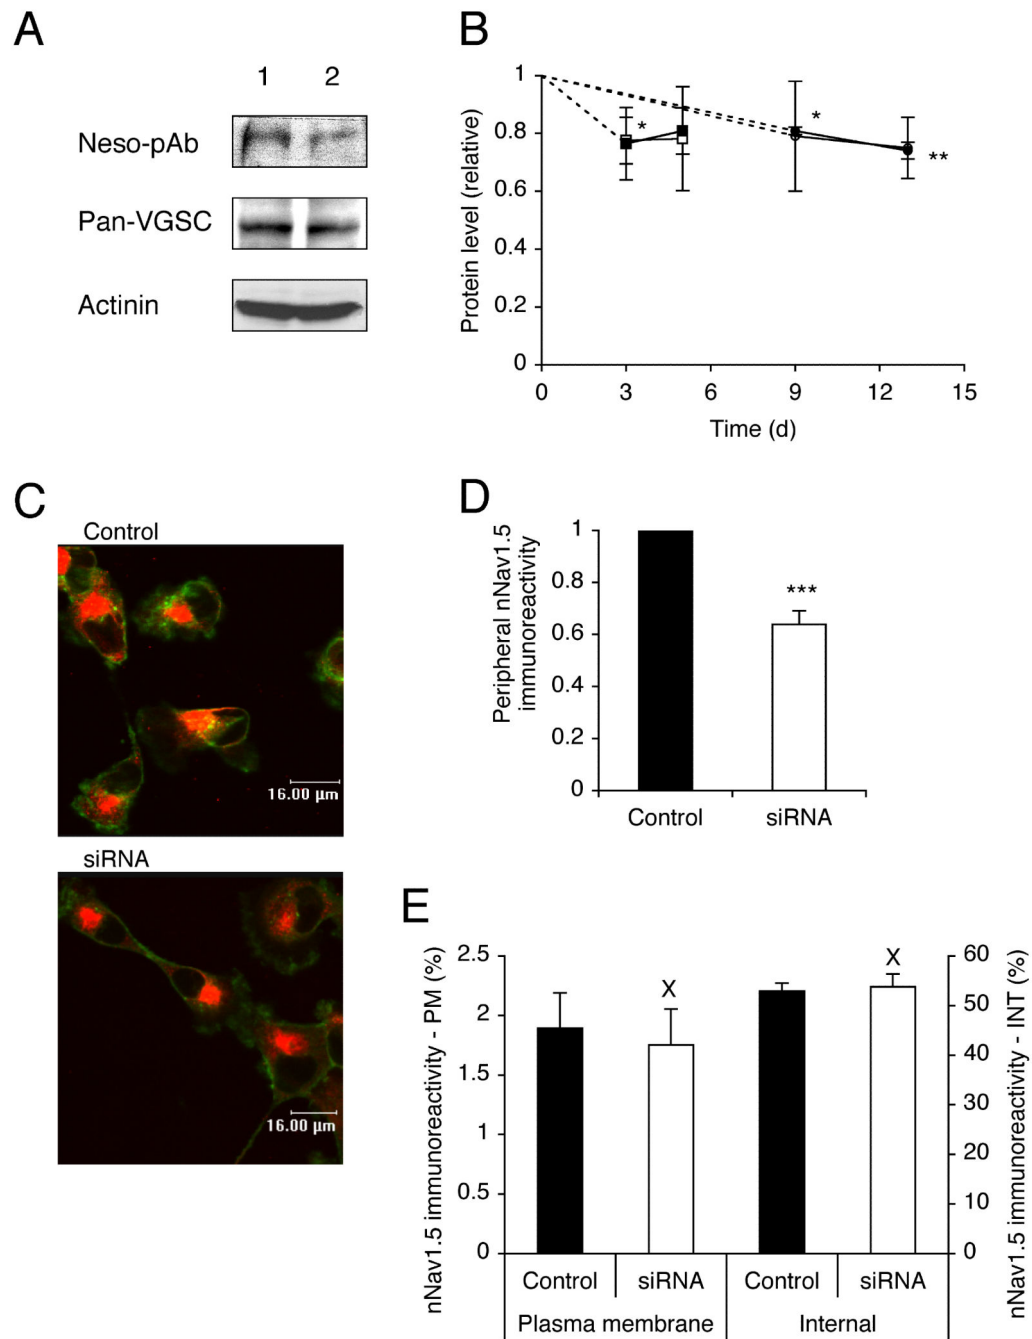 A
1 2
Neso-pAb
Pan-VGSC
Actinin
B
Protein level (relative)
1
0.8
0.6
0.4
0.2
0
*
*
**
0 3 6 9 12 15
Time (d)
C
Control
16.00 µm
siRNA
16.00 µm
D
Peripheral nNav1.5
immunoreactivity
1
0.8
0.6
0.4
0.2
0
***
Control siRNA
E
nNav1.5 immunoreactivity - PM (%)
2.5
2
1.5
1
0.5
0
X
X
60
50
40
30
20
10
0
nNav1.5 immunoreactivity - INT (%)
Control siRNA Control siRNA
Plasma membrane Internal